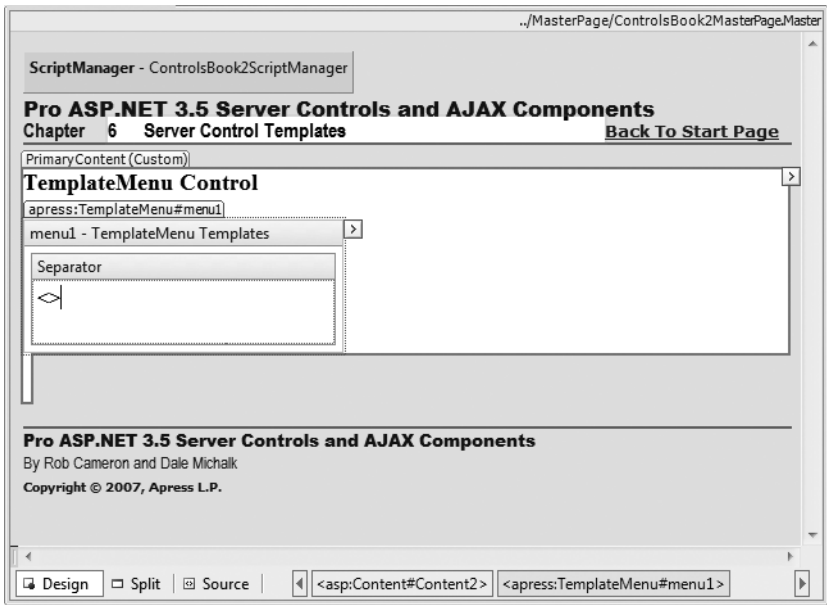 ../MasterPage/ControlsBook2MasterPage.Master
ScriptManager - ControlsBook2ScriptManager
Pro ASP.NET 3.5 Server Controls and AJAX Components
Chapter 6 Server Control Templates Back To Start Page
PrimaryContent (Custom)
TemplateMenu Control
apress:TemplateMenu#menu1
menu1 - TemplateMenu Templates
Separator
<>
Pro ASP.NET 3.5 Server Controls and AJAX Components
By Rob Cameron and Dale Michalk
Copyright © 2007, Apress L.P.
Design Split Source <asp:Content#Content2> <apress:TemplateMenu#menu1>